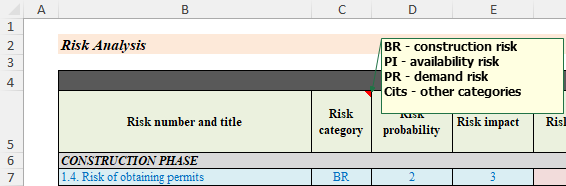 A B C D E
1
2 Risk Analysis
BR - construction risk
PI - availability risk
PR - demand risk
Cits - other categories
3
4
5 Risk number and title Risk category Risk probability Risk impact
6 CONSTRUCTION PHASE
7 1.4. Risk of obtaining permits BR 2 3